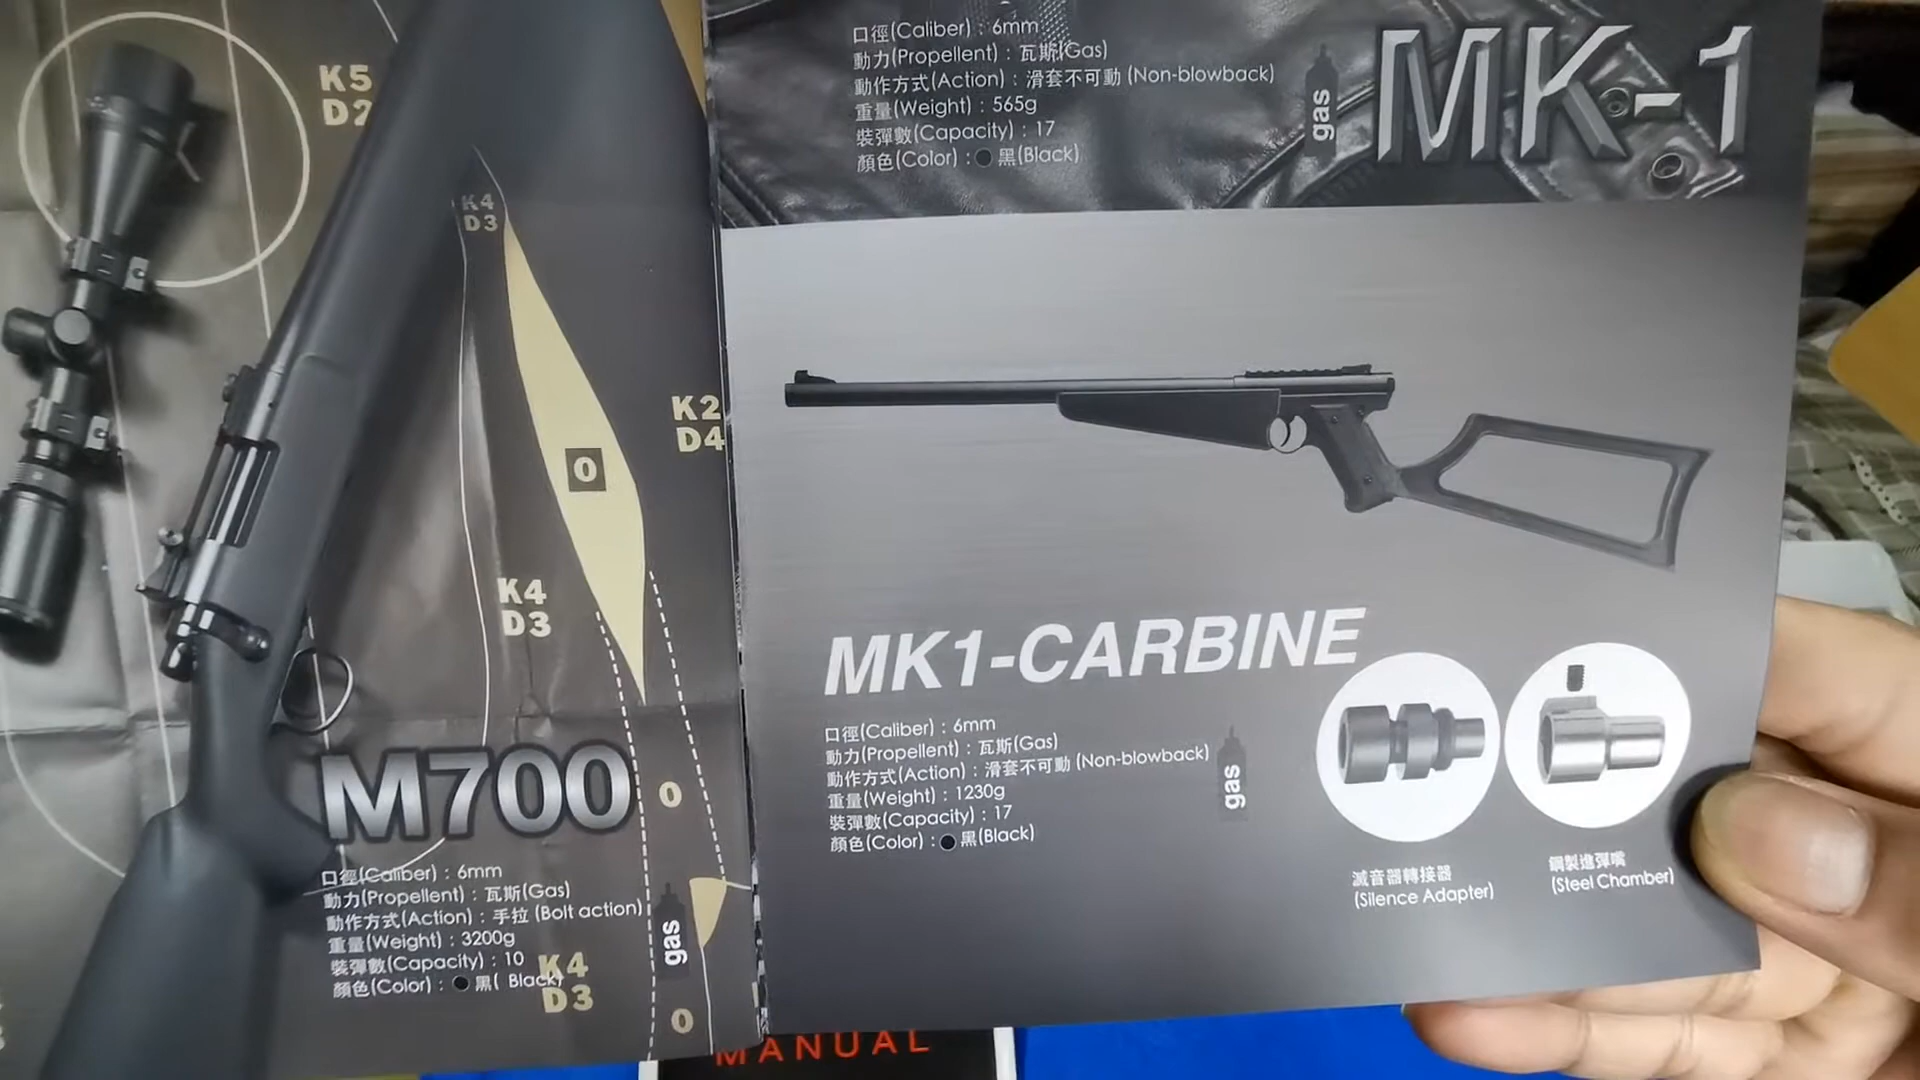 K5
D2
K4
D3
K2
D4
0
K4
D3
M700
0
口徑(Caliber) : 6mm
動力(Propellent) : 瓦斯(Gas)
動作方式(Action) : 手拉 (Bolt action)
重量(Weight) : 3200g
裝彈數(Capacity) : 10
顏色(Color) : 黑( Black)
gas
K4
D3
0
口徑(Caliber) : 6mm
動力(Propellent) : 瓦斯(Gas)
動作方式(Action) : 滑套不可動 (Non-blowback)
重量(Weight) : 565g
裝彈數(Capacity) : 17
顏色(Color) : 黑(Black)
gas
MK-1
MK1-CARBINE
口徑(Caliber) : 6mm
動力(Propellent) : 瓦斯(Gas)
動作方式(Action) : 滑套不可動 (Non-blowback)
重量(Weight) : 1230g
裝彈數(Capacity) : 17
顏色(Color) : 黑(Black)
gas
滅音器轉接器
(Silence Adapter)
鋼製進彈嘴
(Steel Chamber)
MANUAL